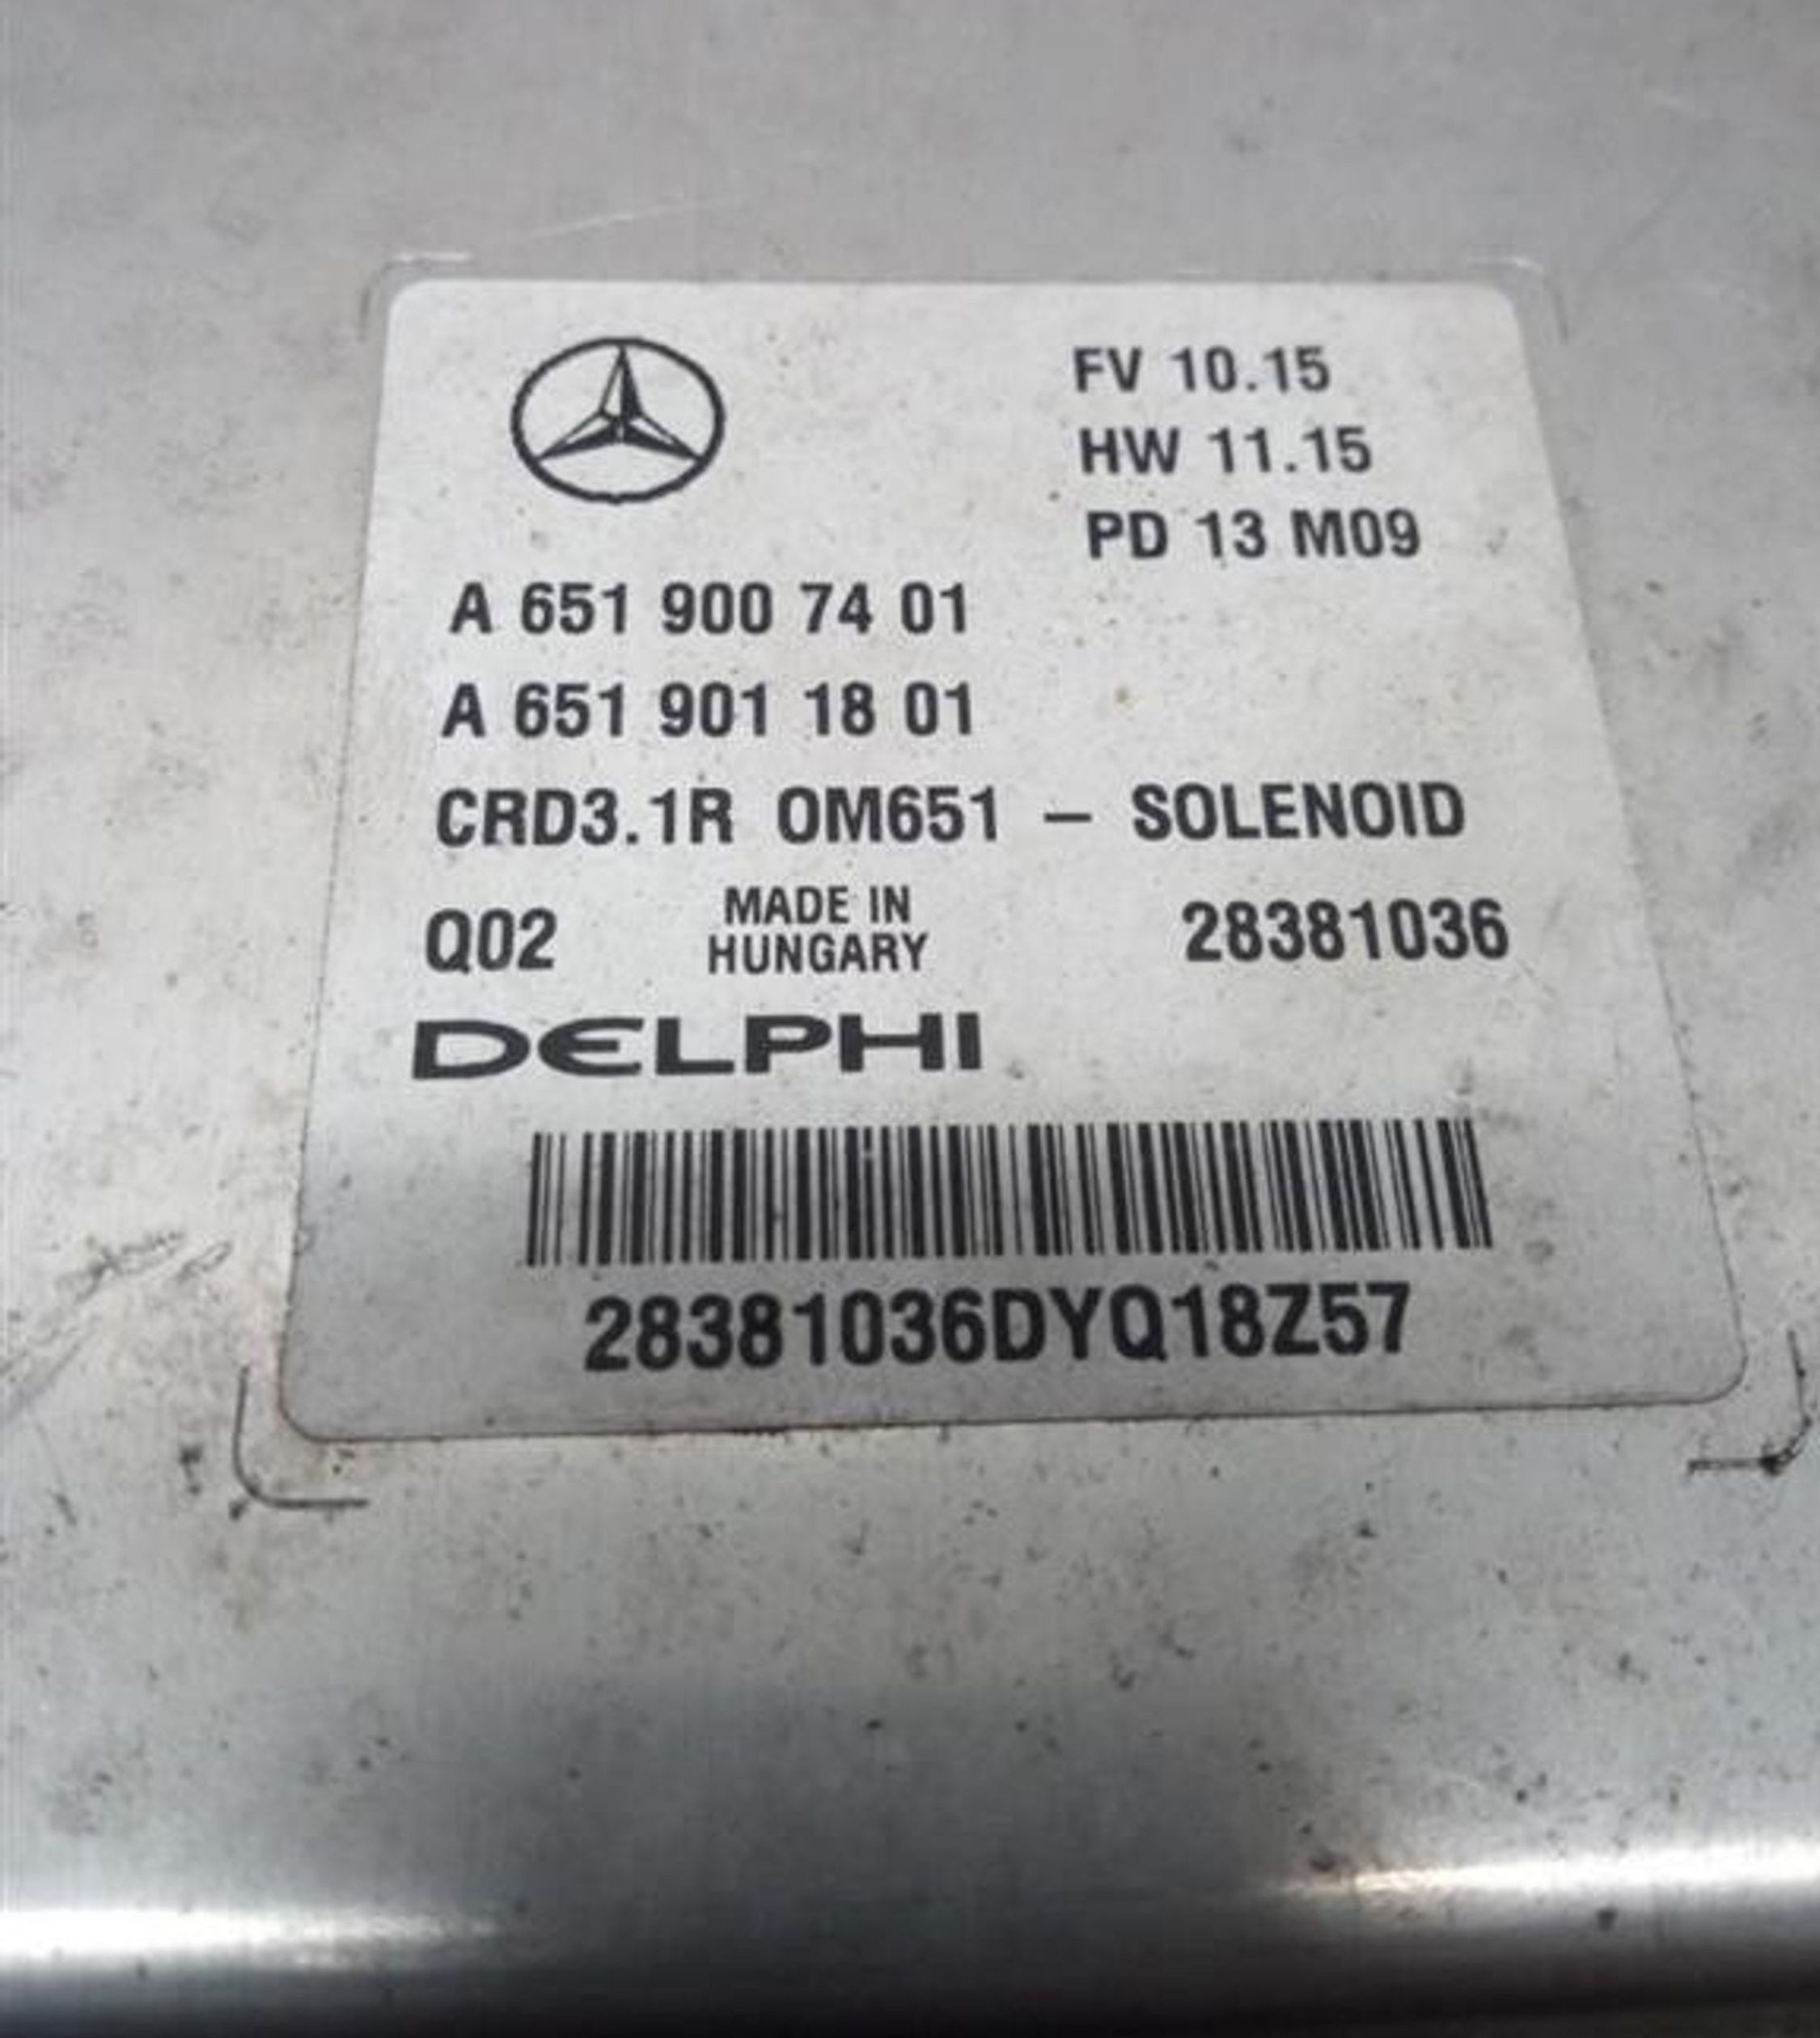 FV 10.15
HW 11.15
PD 13 M09
A 651 900 74 01
A 651 901 18 01
CRD3.1R OM651 – SOLENOID
Q02
MADE IN
HUNGARY
28381036
DELPHI
28381036DYQ18Z57